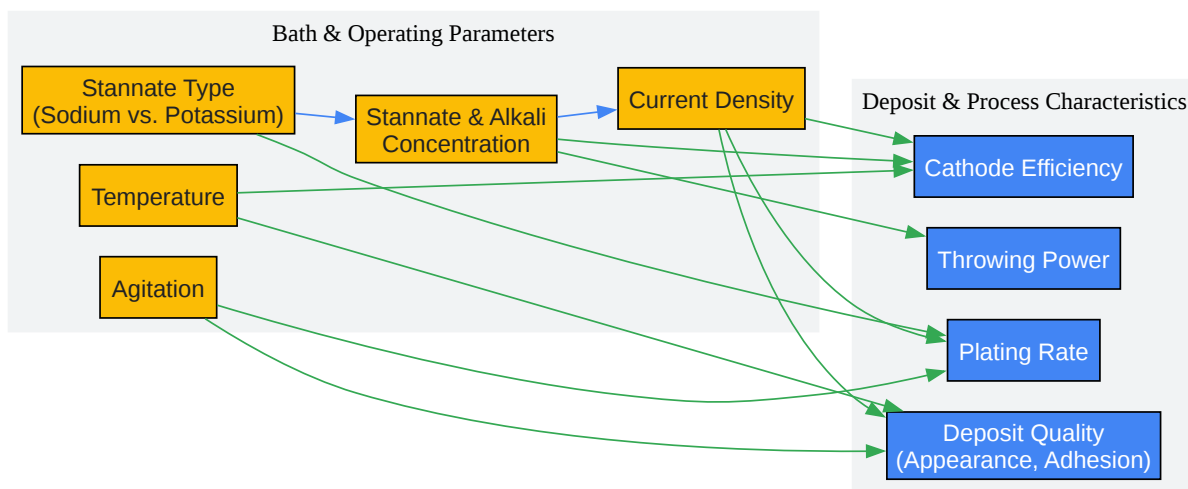 Bath & Operating Parameters
Stannate Type
(Sodium vs. Potassium)
Stannate & Alkali
Concentration
Current Density
Temperature
Agitation
Deposit & Process Characteristics
Cathode Efficiency
Throwing Power
Plating Rate
Deposit Quality
(Appearance, Adhesion)